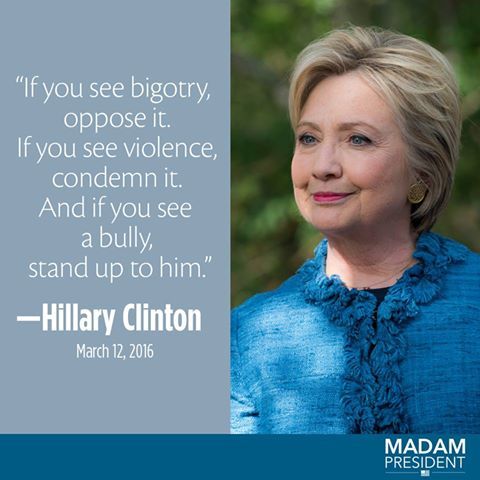 “If you see bigotry,
oppose it.
If you see violence,
condemn it.
And if you see
a bully,
stand up to him.”
—Hillary Clinton
March 12, 2016
MADAM
PRESIDENT